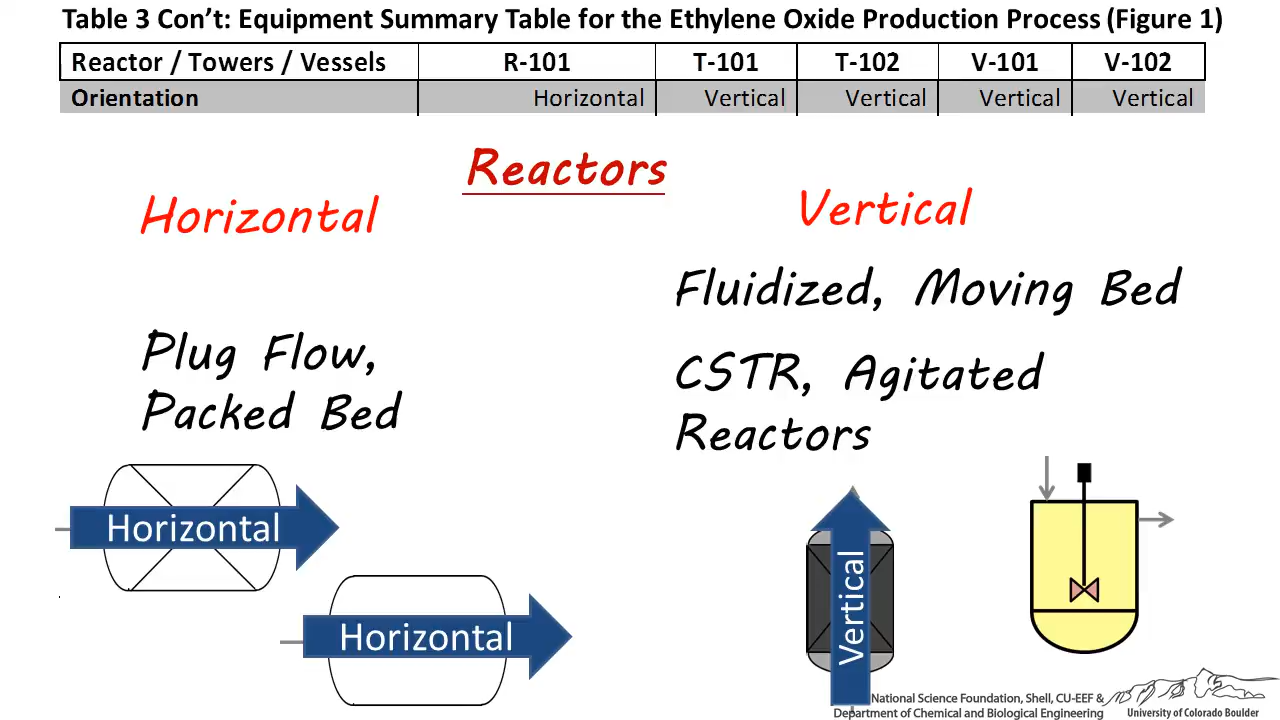 Table 3 Con’t: Equipment Summary Table for the Ethylene Oxide Production Process (Figure 1)
Reactor / Towers / Vessels R-101 T-101 T-102 V-101 V-102
Orientation Horizontal Vertical Vertical Vertical Vertical
Reactors
Horizontal
Vertical
Plug Flow,
Packed Bed
Fluidized, Moving Bed
CSTR, Agitated
Reactors
Horizontal
Horizontal
Vertical
National Science Foundation, Shell, CU-EEF &
Department of Chemical and Biological Engineering
University of Colorado Boulder